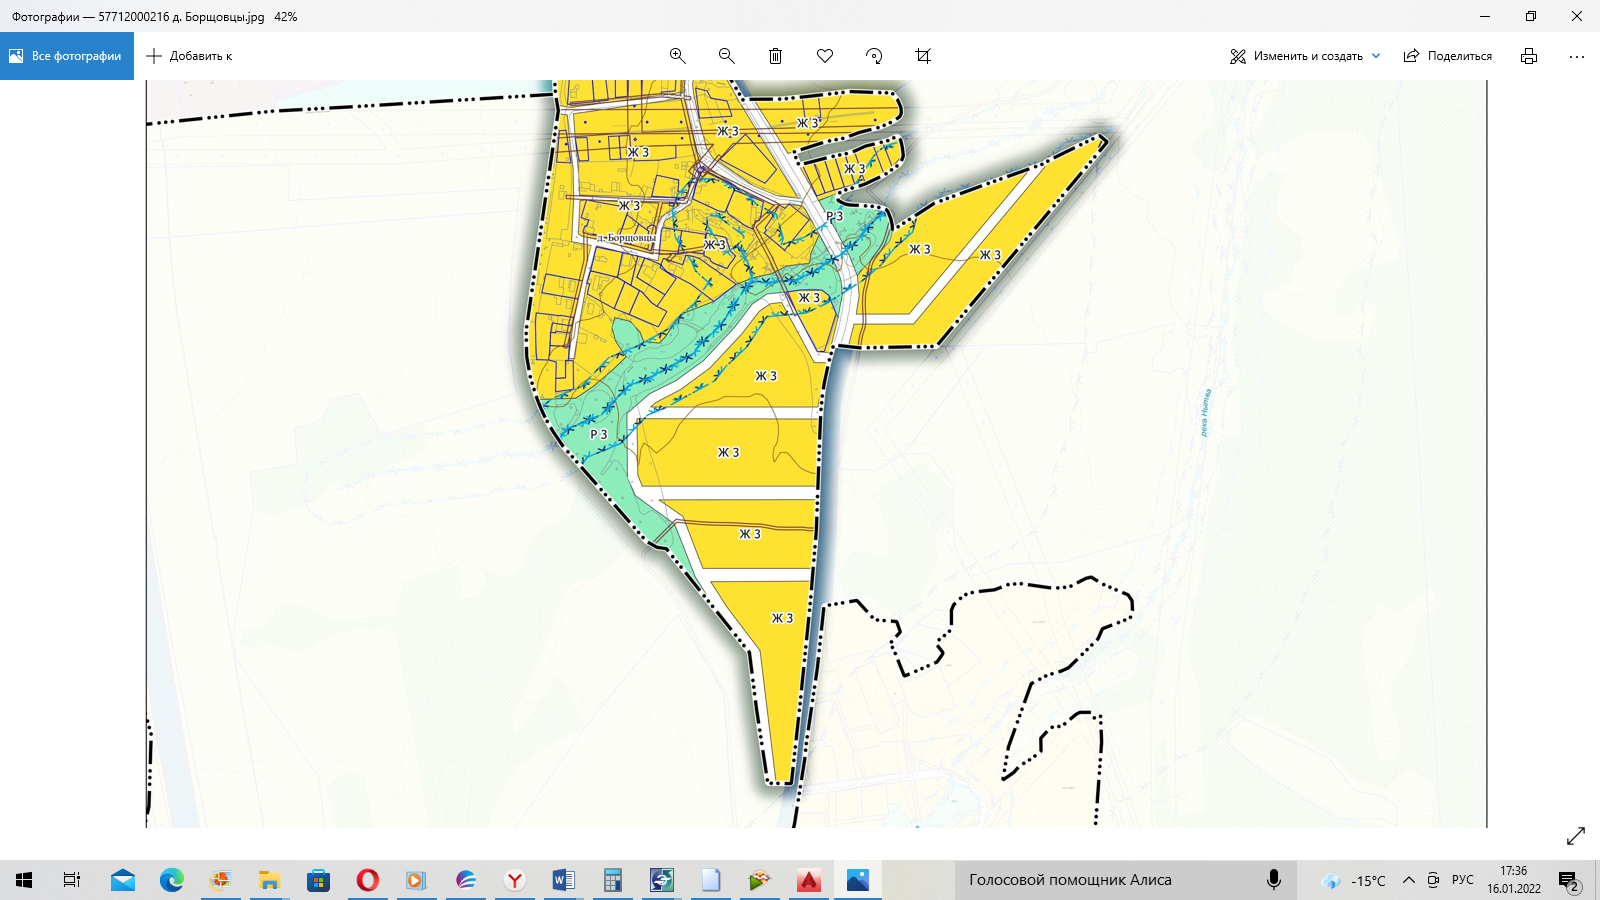 Фотографии — 57712000216 д. Борщовцы.jpg 42%
Все фотографии
Добавить к
Изменить и создать
Поделиться
Ж 3
Ж 3
Ж 3
Ж 3
Ж 3
Р 3
д. Борщовцы
Ж 3
Ж 3
Ж 3
Ж 3
Ж 3
река Нытва
Р 3
Ж 3
Ж 3
Ж 3
Голосовой помощник Алиса
-15°C
РУС
17:36
16.01.2022
2